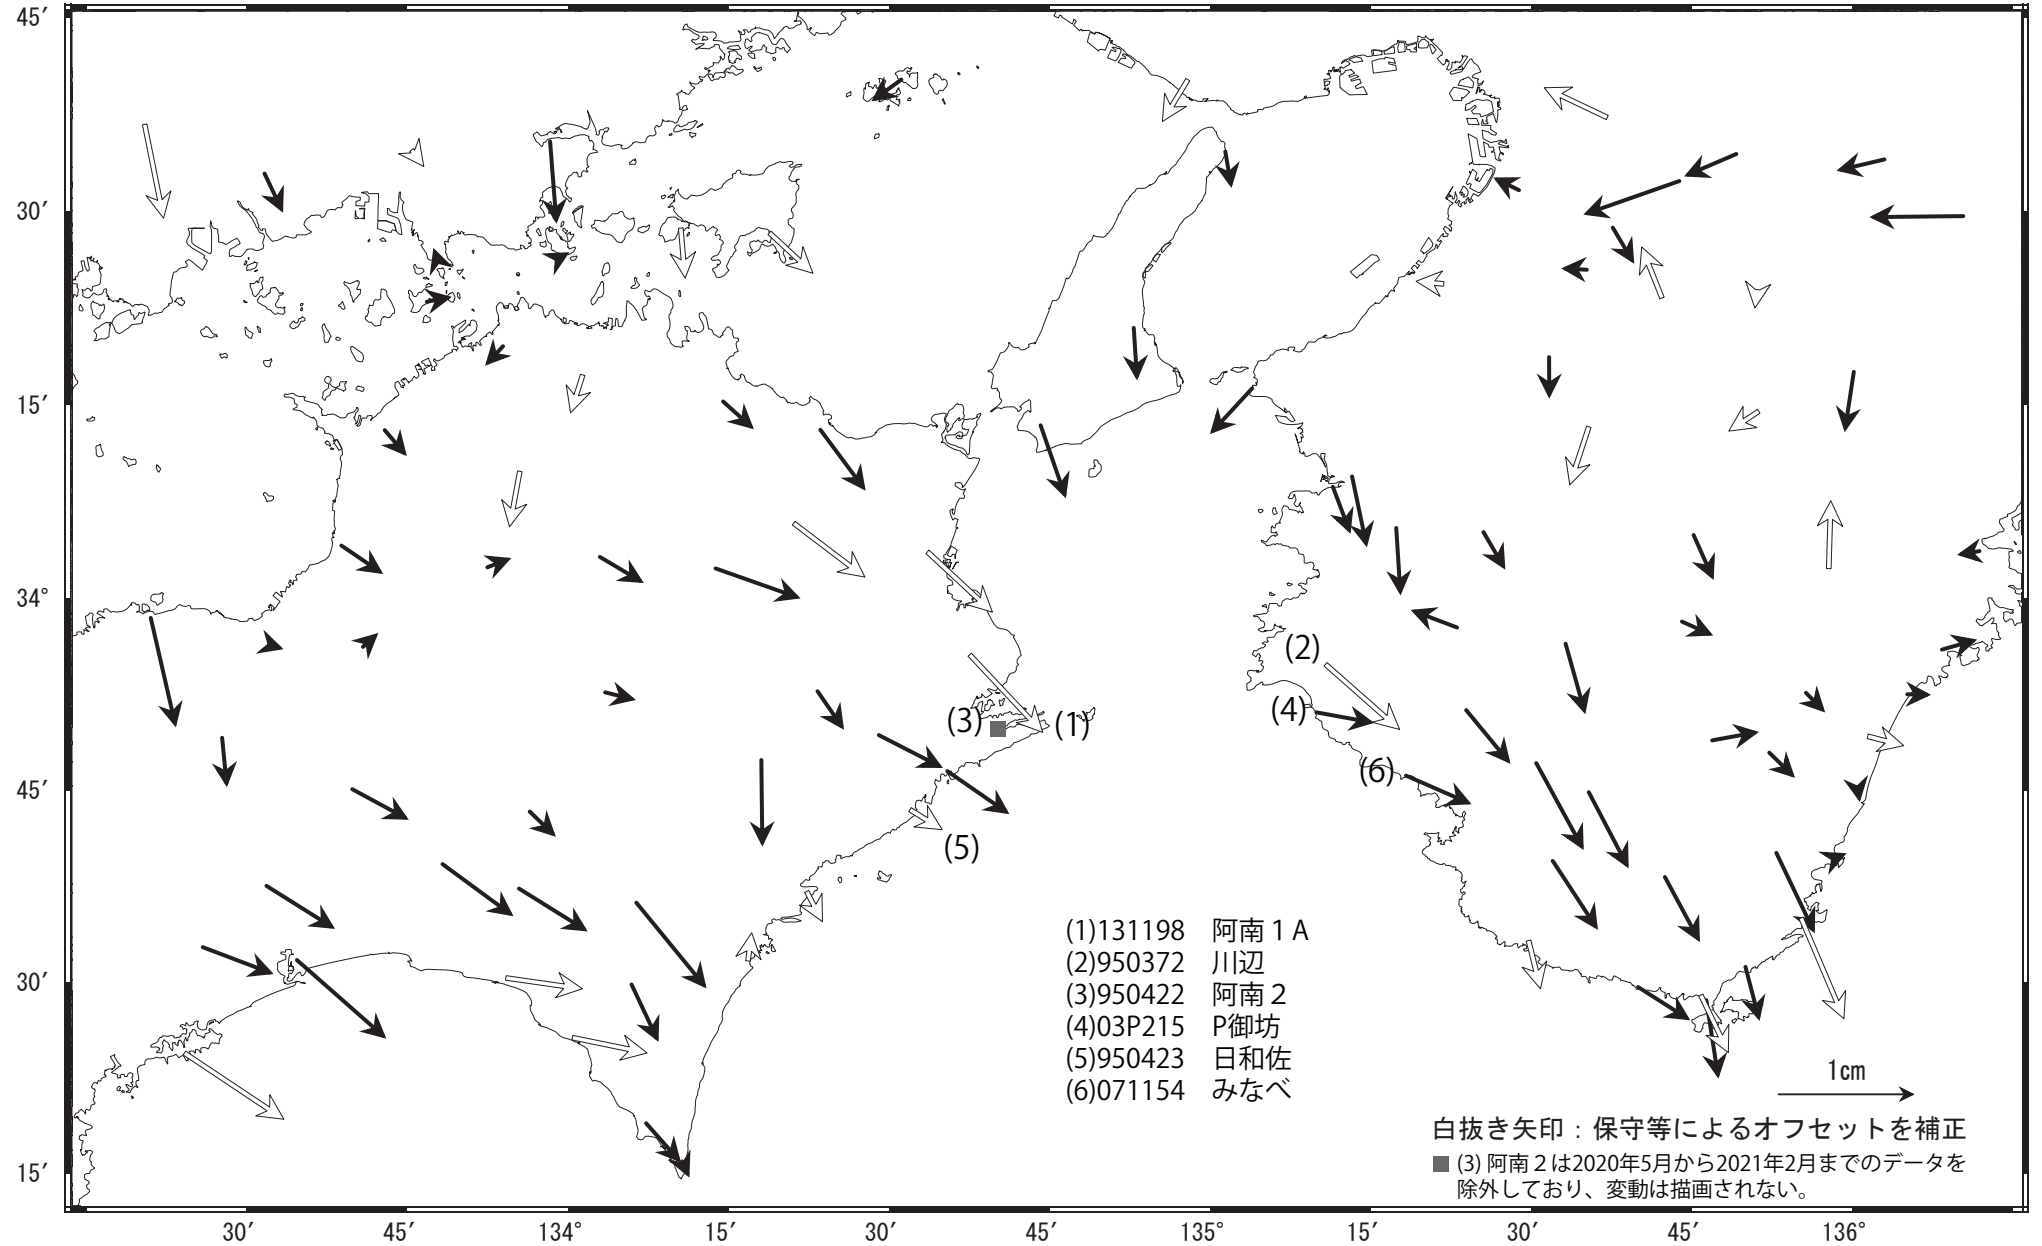 45′
30′
15′
34°
45′
30′
15′
(2)
(3)
(1)
(4)
(6)
(5)
(1)131198 阿南１A
(2)950372 川辺
(3)950422 阿南２
(4)03P215 P御坊
(5)950423 日和佐
(6)071154 みなべ
1cm
白抜き矢印：保守等によるオフセットを補正
■ (3) 阿南２は2020年5月から2021年2月までのデータを
除外しており、変動は描画されない。
30′ 45′ 134° 15′ 30′ 45′ 135° 15′ 30′ 45′ 136°